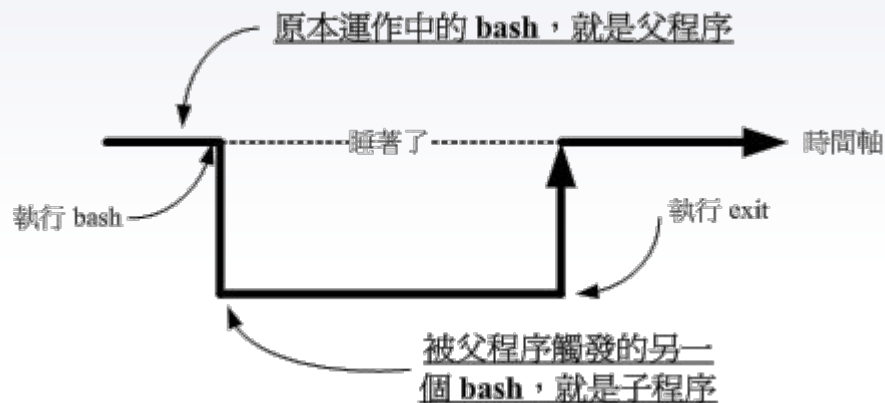 原本運作中的 bash，就是父程序
睡著了
時間軸
執行 bash
執行 exit
被父程序觸發的另一
個 bash，就是子程序